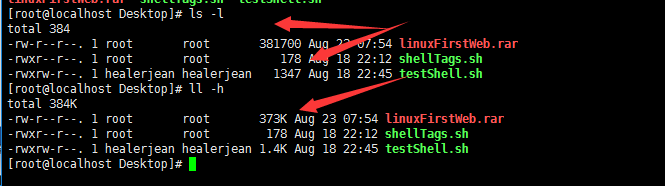 linuxFirstWeb.rar shellTags.sh testShell.sh
[root@localhost Desktop]# ls -l
total 384
-rw-r--r--. 1 root       root       381700 Aug 23 07:54 linuxFirstWeb.rar
-rwxr--r--. 1 root       root          178 Aug 18 22:12 shellTags.sh
-rwxrw-r--. 1 healerjean healerjean   1347 Aug 18 22:45 testShell.sh
[root@localhost Desktop]# ll -h
total 384K
-rw-r--r--. 1 root       root       373K Aug 23 07:54 linuxFirstWeb.rar
-rwxr--r--. 1 root       root        178 Aug 18 22:12 shellTags.sh
-rwxrw-r--. 1 healerjean healerjean 1.4K Aug 18 22:45 testShell.sh
[root@localhost Desktop]#